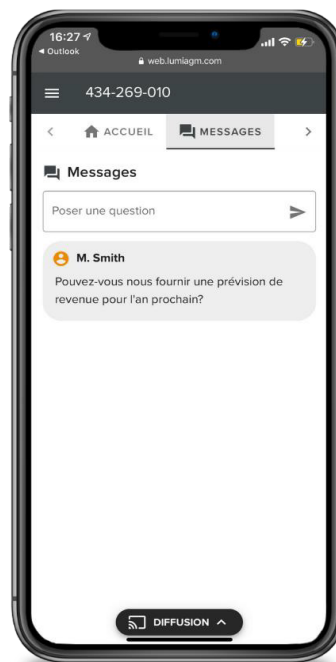 16:27
Outlook
web.lumiagm.com
434-269-010
ACCUEIL
MESSAGES
Messages
Poser une question
M. Smith
Pouvez-vous nous fournir une prévision de
revenue pour l'an prochain?
DIFFUSION